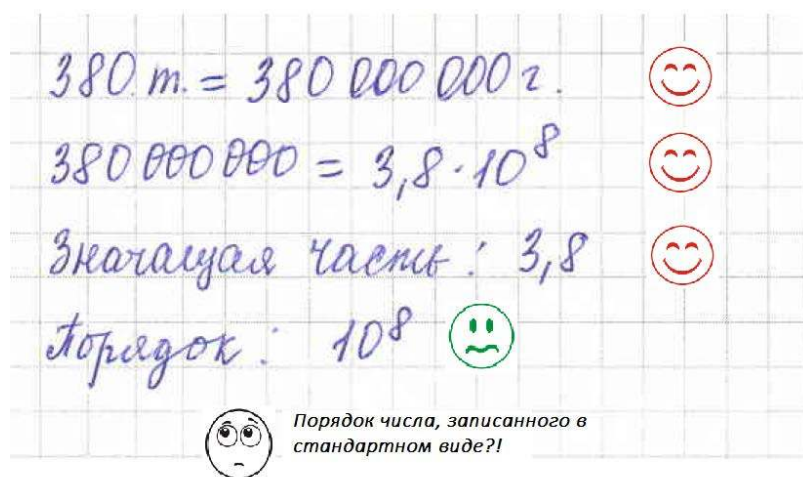 380 т. = 380 000 000 г.
380 000 000 = 3,8 · 10⁸
Значащая часть : 3,8
Порядок : 10⁸
Порядок числа, записанного в
стандартном виде?!